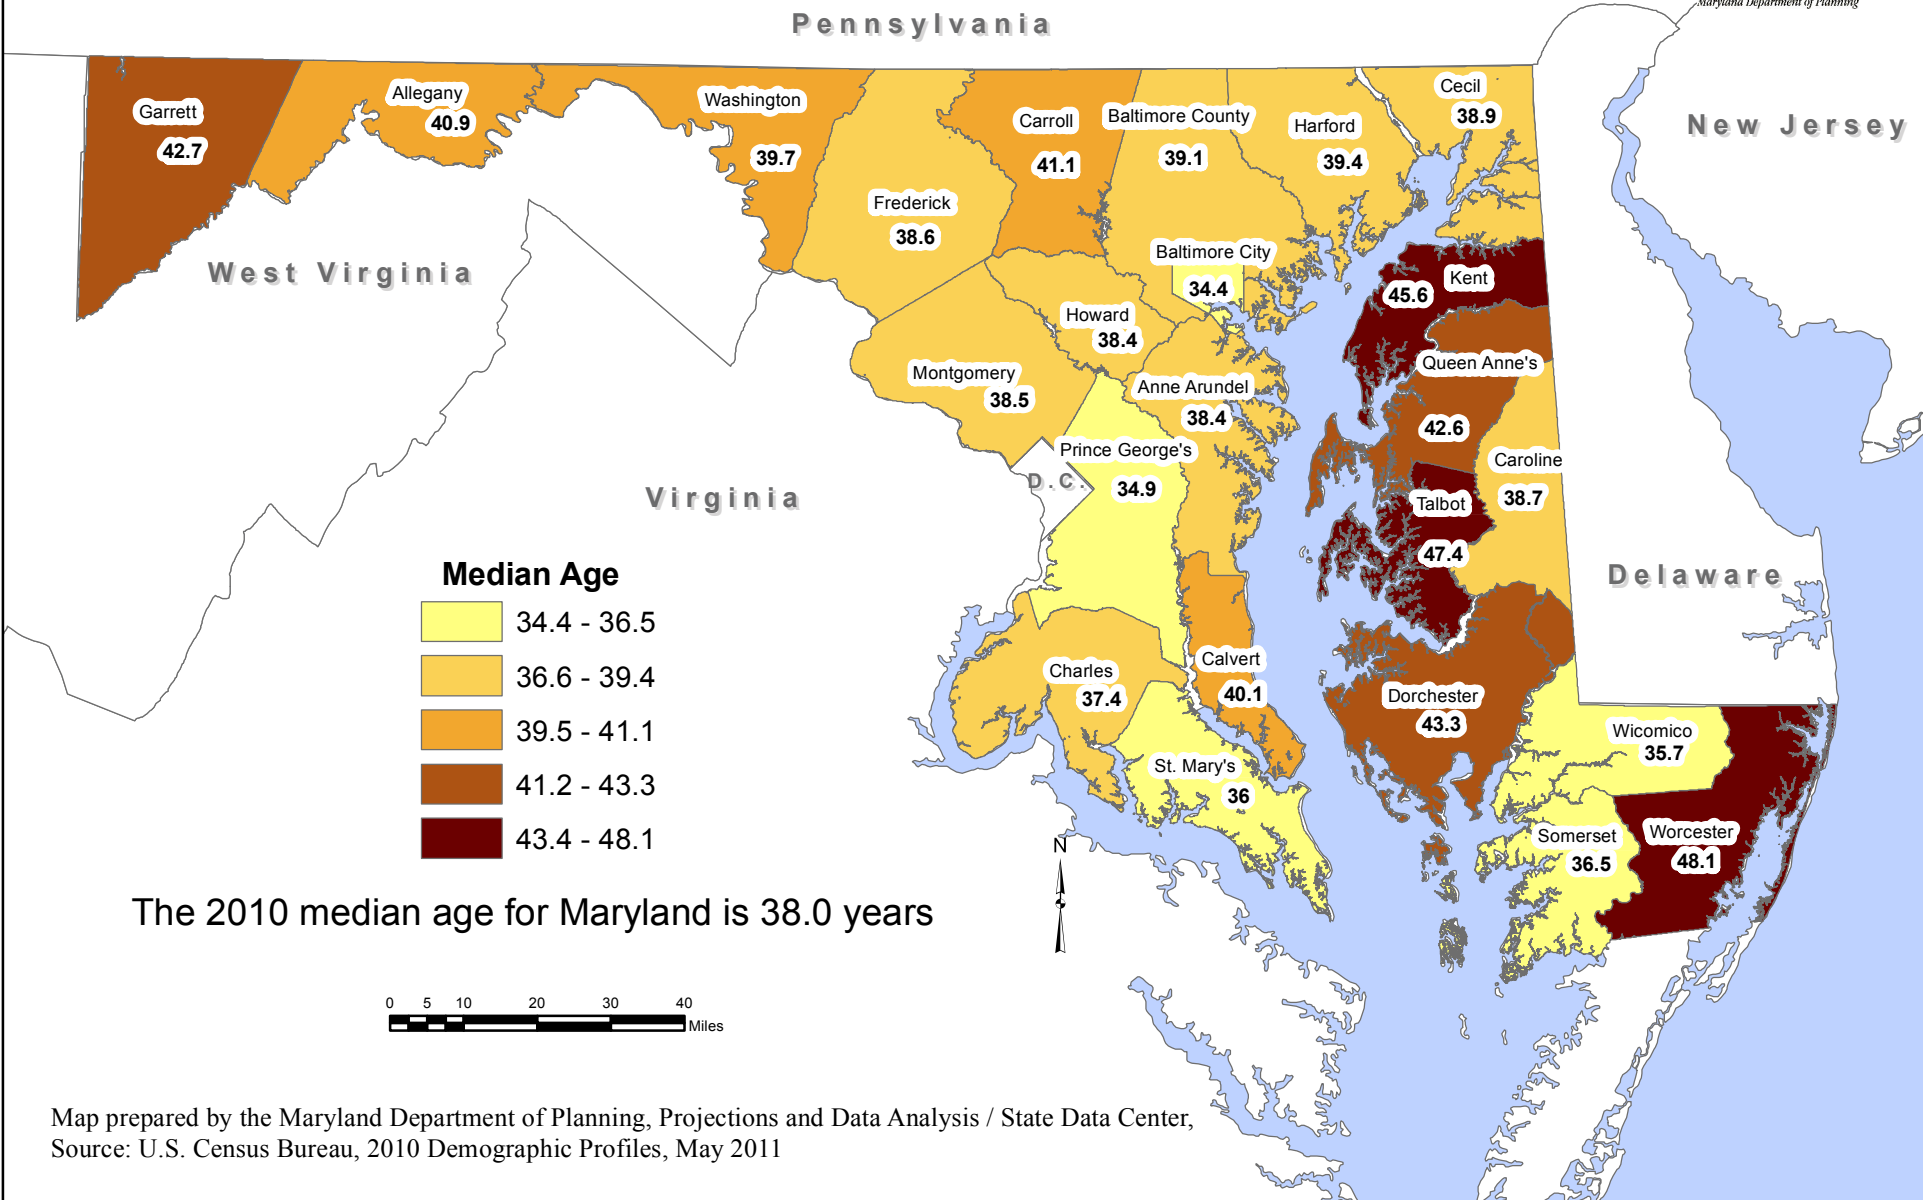 Maryland Department of Planning
Pennsylvania
New Jersey
West Virginia
Virginia
D.C.
Delaware
Garrett
42.7
Allegany
40.9
Washington
39.7
Frederick
38.6
Carroll
41.1
Baltimore County
39.1
Harford
39.4
Cecil
38.9
Baltimore City
34.4
Howard
38.4
Montgomery
38.5
Anne Arundel
38.4
Prince George's
34.9
Kent
45.6
Queen Anne's
42.6
Caroline
38.7
Talbot
47.4
Charles
37.4
Calvert
40.1
St. Mary's
36
Dorchester
43.3
Wicomico
35.7
Somerset
36.5
Worcester
48.1
Median Age
34.4 - 36.5
36.6 - 39.4
39.5 - 41.1
41.2 - 43.3
43.4 - 48.1
The 2010 median age for Maryland is 38.0 years
N
0 5 10 20 30 40
Miles
Map prepared by the Maryland Department of Planning, Projections and Data Analysis / State Data Center,
Source: U.S. Census Bureau, 2010 Demographic Profiles, May 2011